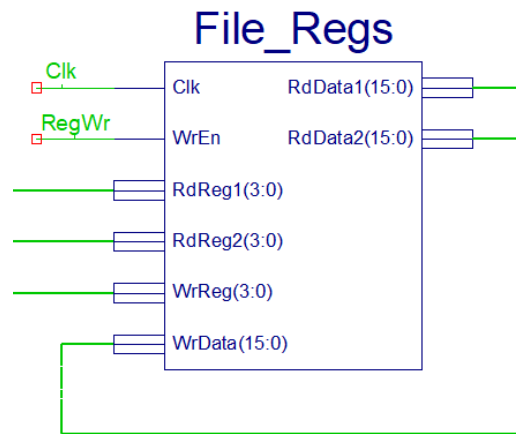 File_Regs
Clk
Clk
RdData1(15:0)
RegWr
WrEn
RdData2(15:0)
RdReg1(3:0)
RdReg2(3:0)
WrReg(3:0)
WrData(15:0)